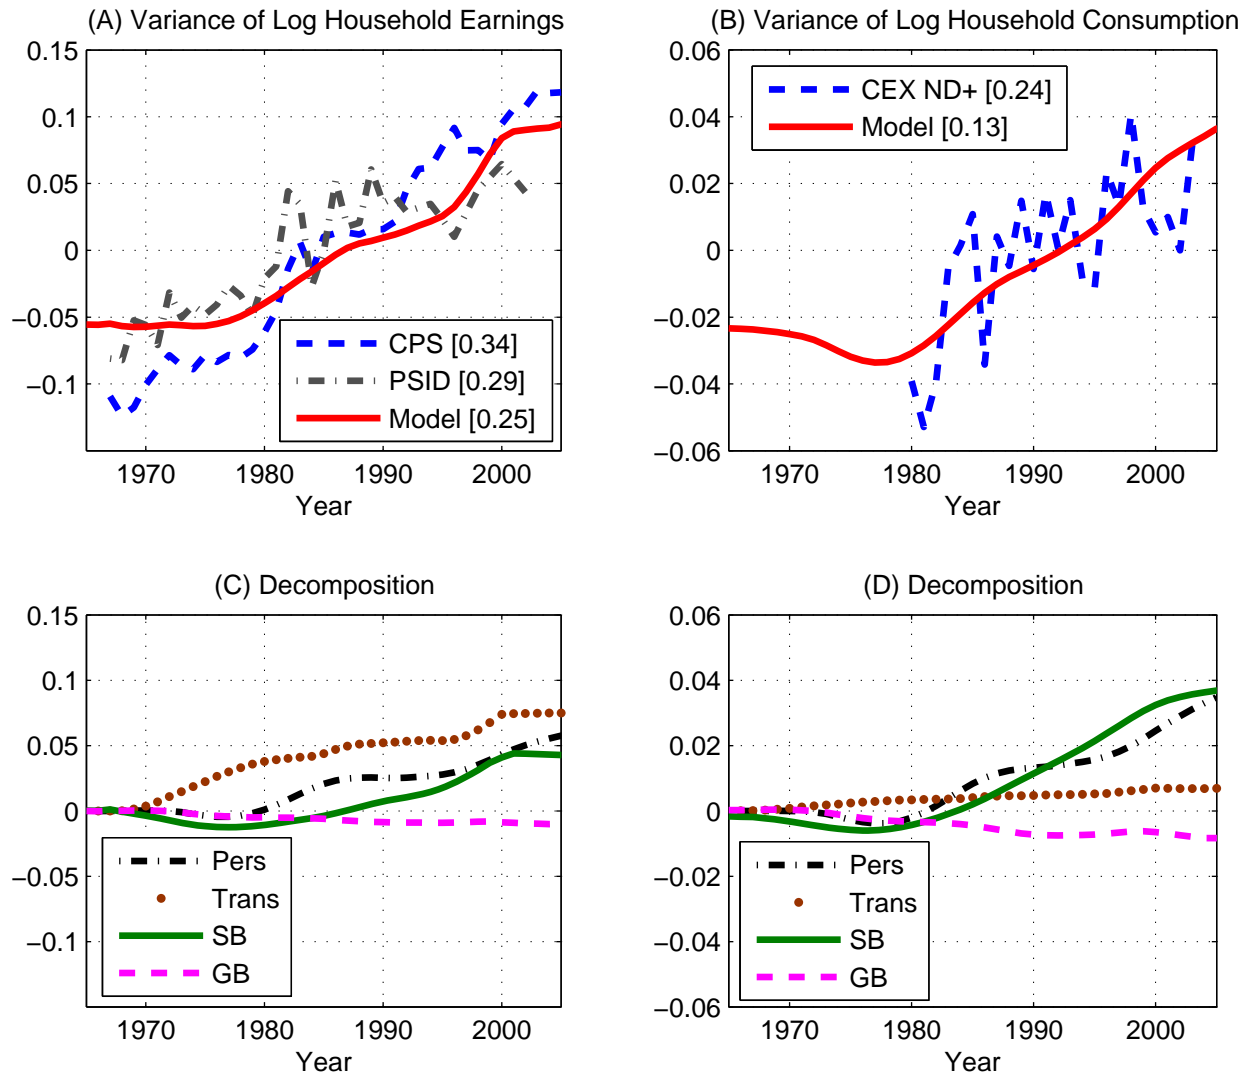 (A) Variance of Log Household Earnings
0.15
0.1
0.05
0
−0.05
−0.1
CPS [0.34]
PSID [0.29]
Model [0.25]
1970 1980 1990 2000
Year
(B) Variance of Log Household Consumption
0.06
0.04
0.02
0
−0.02
−0.04
−0.06
CEX ND+ [0.24]
Model [0.13]
1970 1980 1990 2000
Year
(C) Decomposition
0.15
0.1
0.05
0
−0.05
−0.1
Pers
Trans
SB
GB
1970 1980 1990 2000
Year
(D) Decomposition
0.06
0.04
0.02
0
−0.02
−0.04
−0.06
Pers
Trans
SB
GB
1970 1980 1990 2000
Year